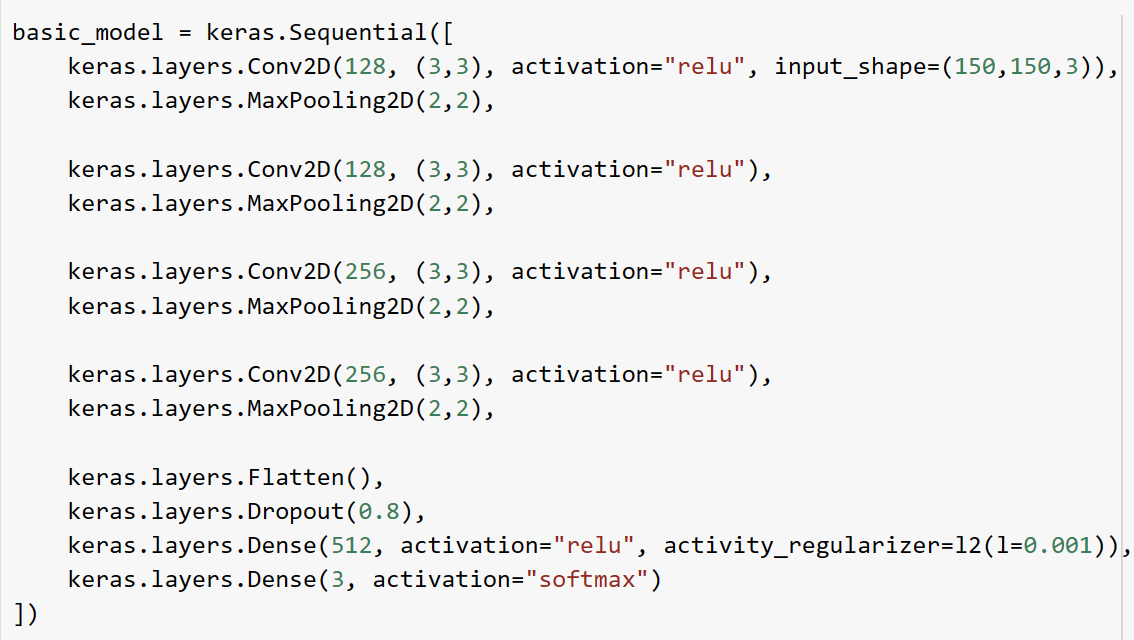 basic_model = keras.Sequential([
    keras.layers.Conv2D(128, (3,3), activation="relu", input_shape=(150,150,3)),
    keras.layers.MaxPooling2D(2,2),

    keras.layers.Conv2D(128, (3,3), activation="relu"),
    keras.layers.MaxPooling2D(2,2),

    keras.layers.Conv2D(256, (3,3), activation="relu"),
    keras.layers.MaxPooling2D(2,2),

    keras.layers.Conv2D(256, (3,3), activation="relu"),
    keras.layers.MaxPooling2D(2,2),

    keras.layers.Flatten(),
    keras.layers.Dropout(0.8),
    keras.layers.Dense(512, activation="relu", activity_regularizer=l2(l=0.001)),
    keras.layers.Dense(3, activation="softmax")
])